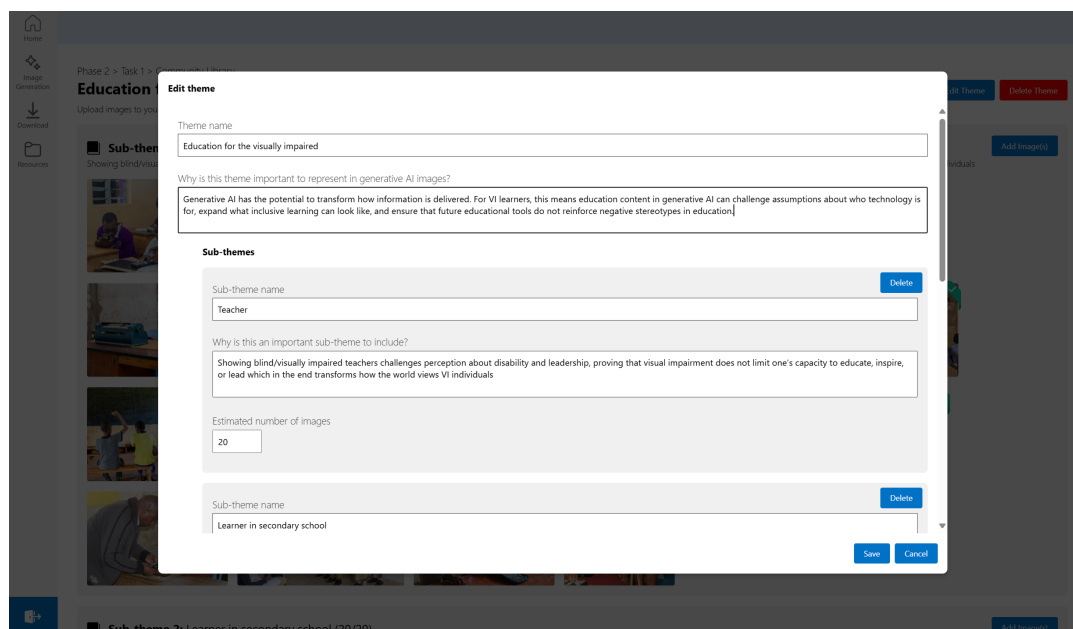 Home
Image
Generation
Download
Resources
Phase 2 > Task 1 > Community Library
Education
Upload images to you
Edit Theme
Delete Theme
Sub-then
Showing blind/visua
Add Image(s)
ividuals
Edit theme
Theme name
Education for the visually impaired
Why is this theme important to represent in generative AI images?
Generative AI has the potential to transform how information is delivered. For VI learners, this means education content in generative AI can challenge assumptions about who technology is
for, expand what inclusive learning can look like, and ensure that future educational tools do not reinforce negative stereotypes in education.
Sub-themes
Delete
Sub-theme name
Teacher
Why is this an important sub-theme to include?
Showing blind/visually impaired teachers challenges perception about disability and leadership, proving that visual impairment does not limit one's capacity to educate, inspire,
or lead which in the end transforms how the world views VI individuals
Estimated number of images
20
Delete
Sub-theme name
Learner in secondary school
Save
Cancel
Sub-theme 2: Learner in secondary school (20/20)
Add Image(s)